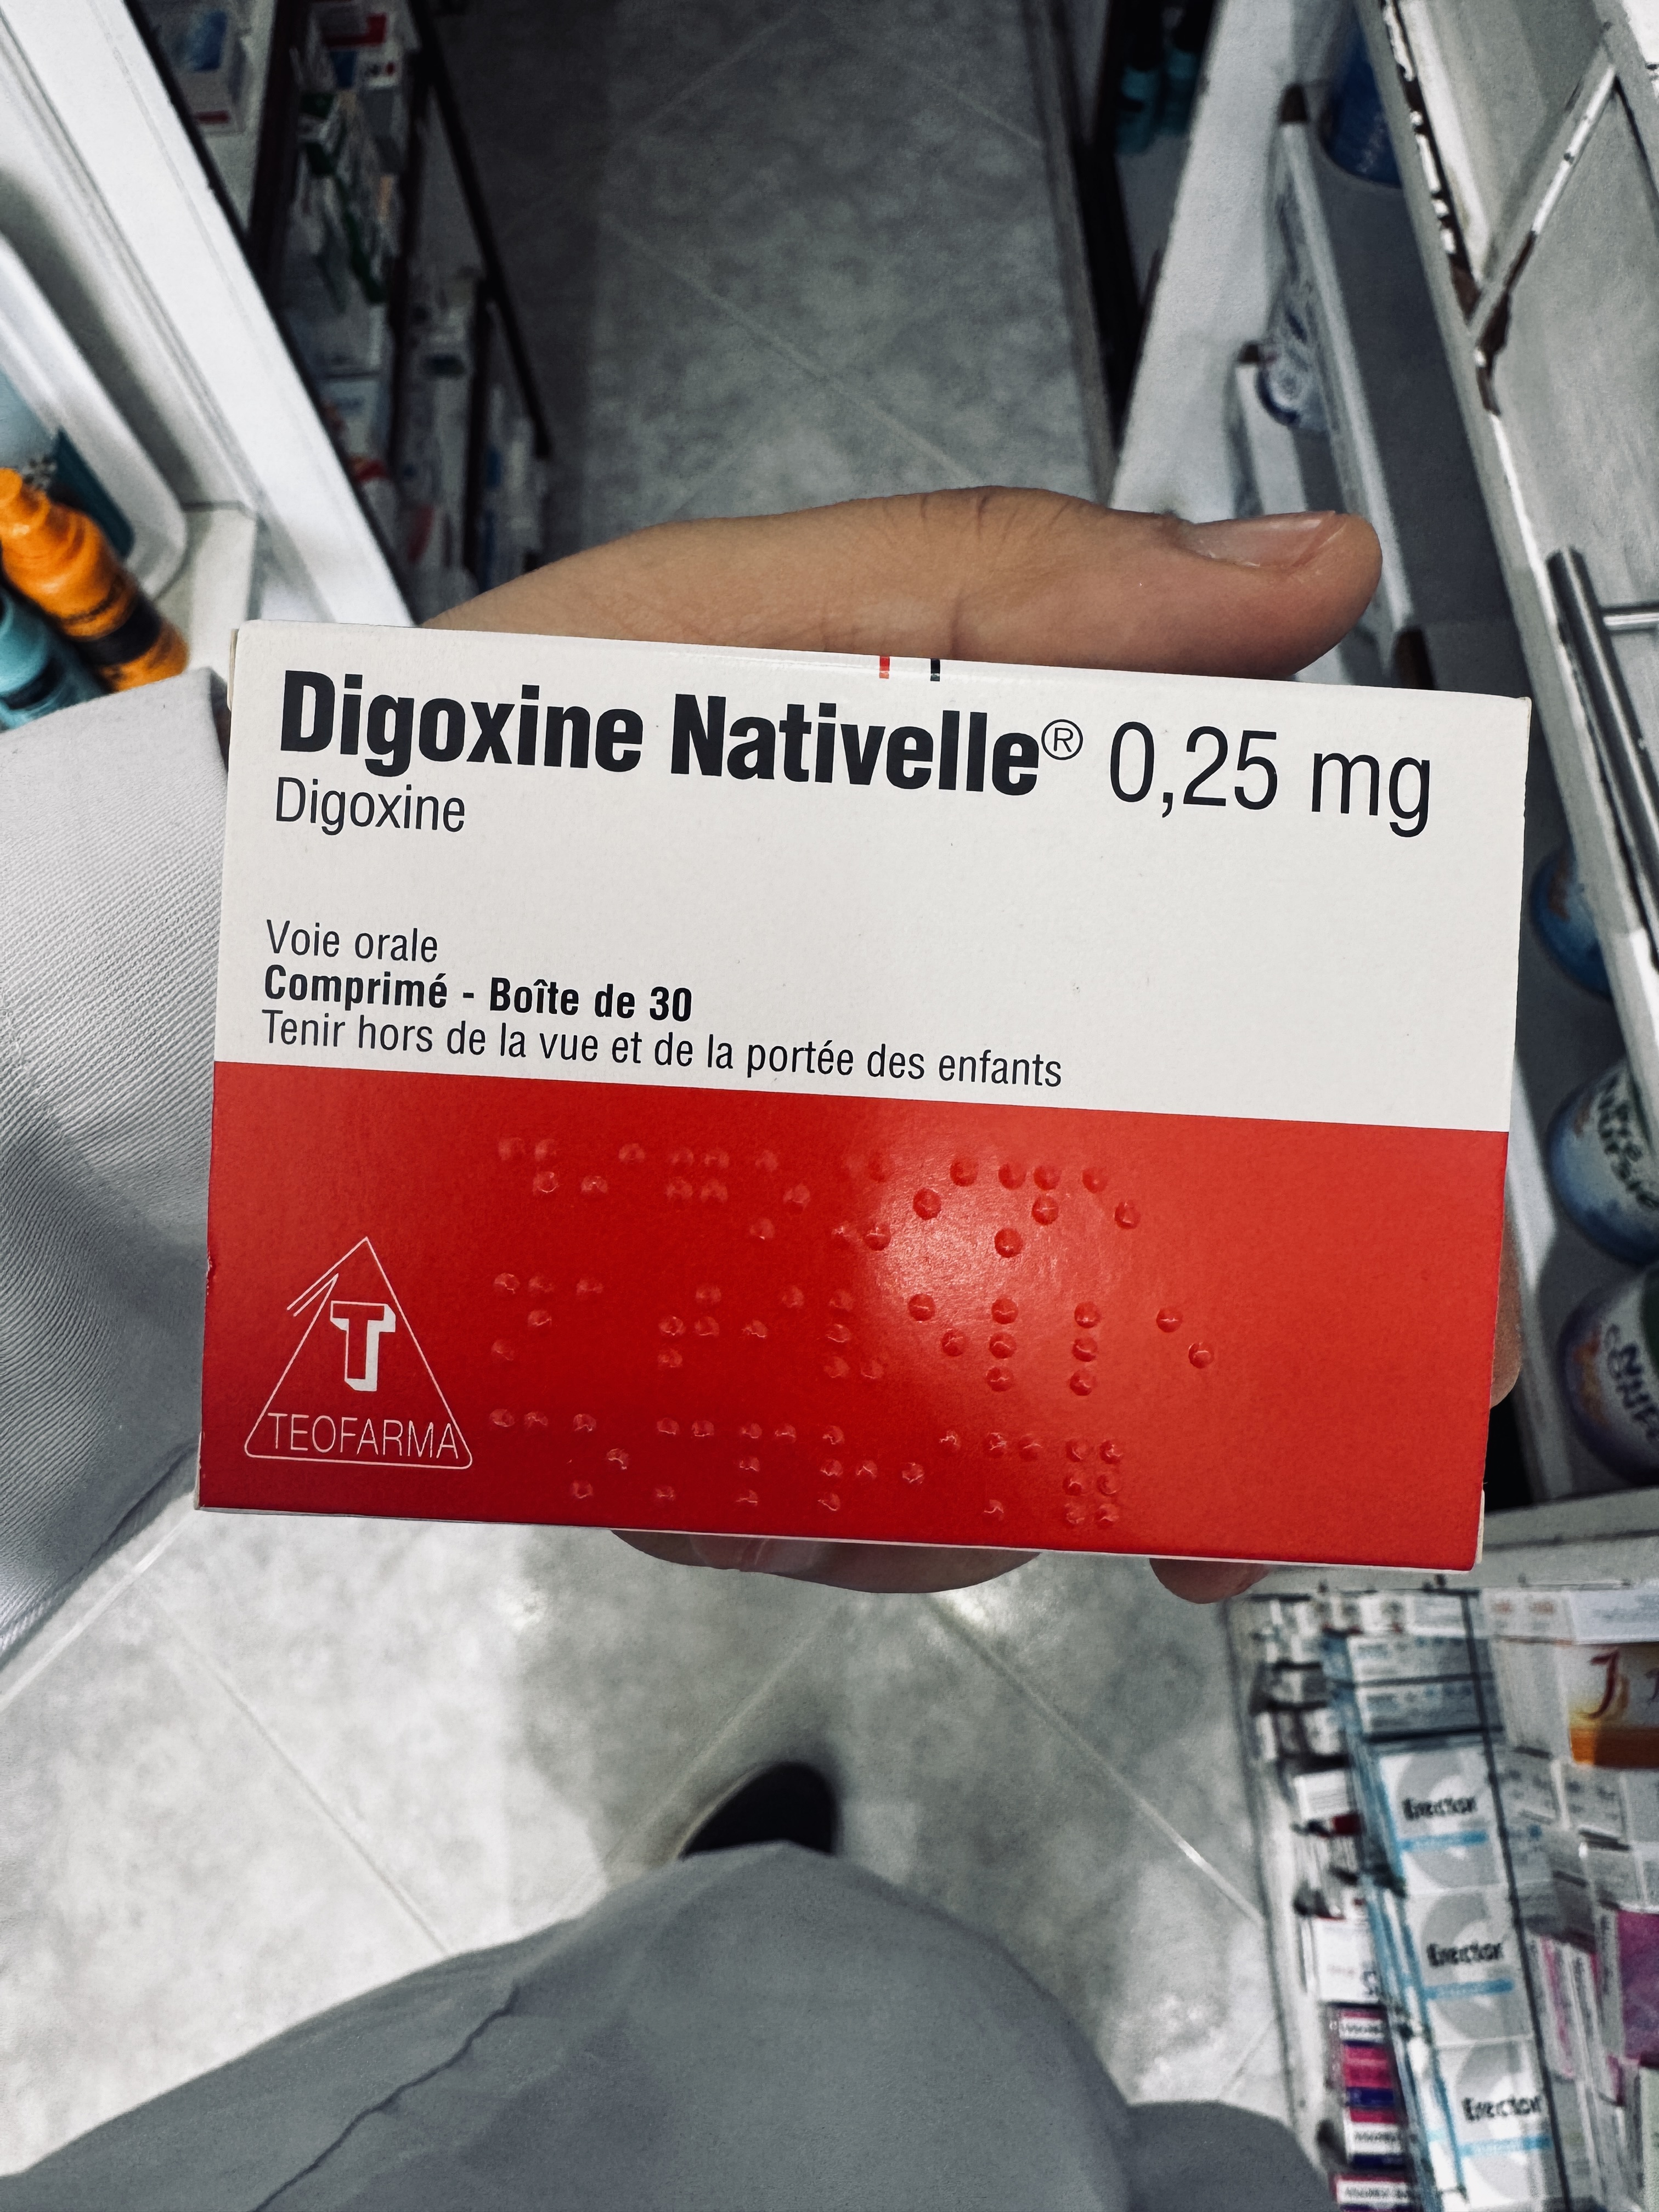 Digoxine Nativelle® 0,25 mg
Digoxine
Voie orale
Comprimé - Boîte de 30
Tenir hors de la vue et de la portée des enfants
T
TEOFARMA